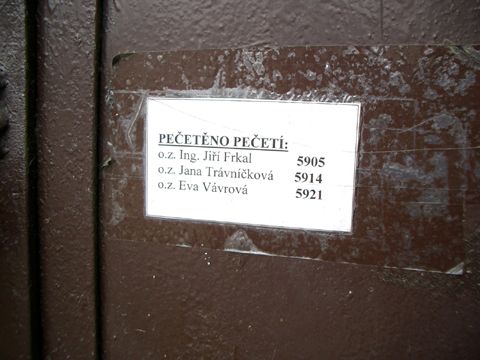 PEČETĚNO PEČETÍ:
o.z. Ing. Jiří Frkal 5905
o.z. Jana Trávníčková 5914
o.z. Eva Vávrová 5921